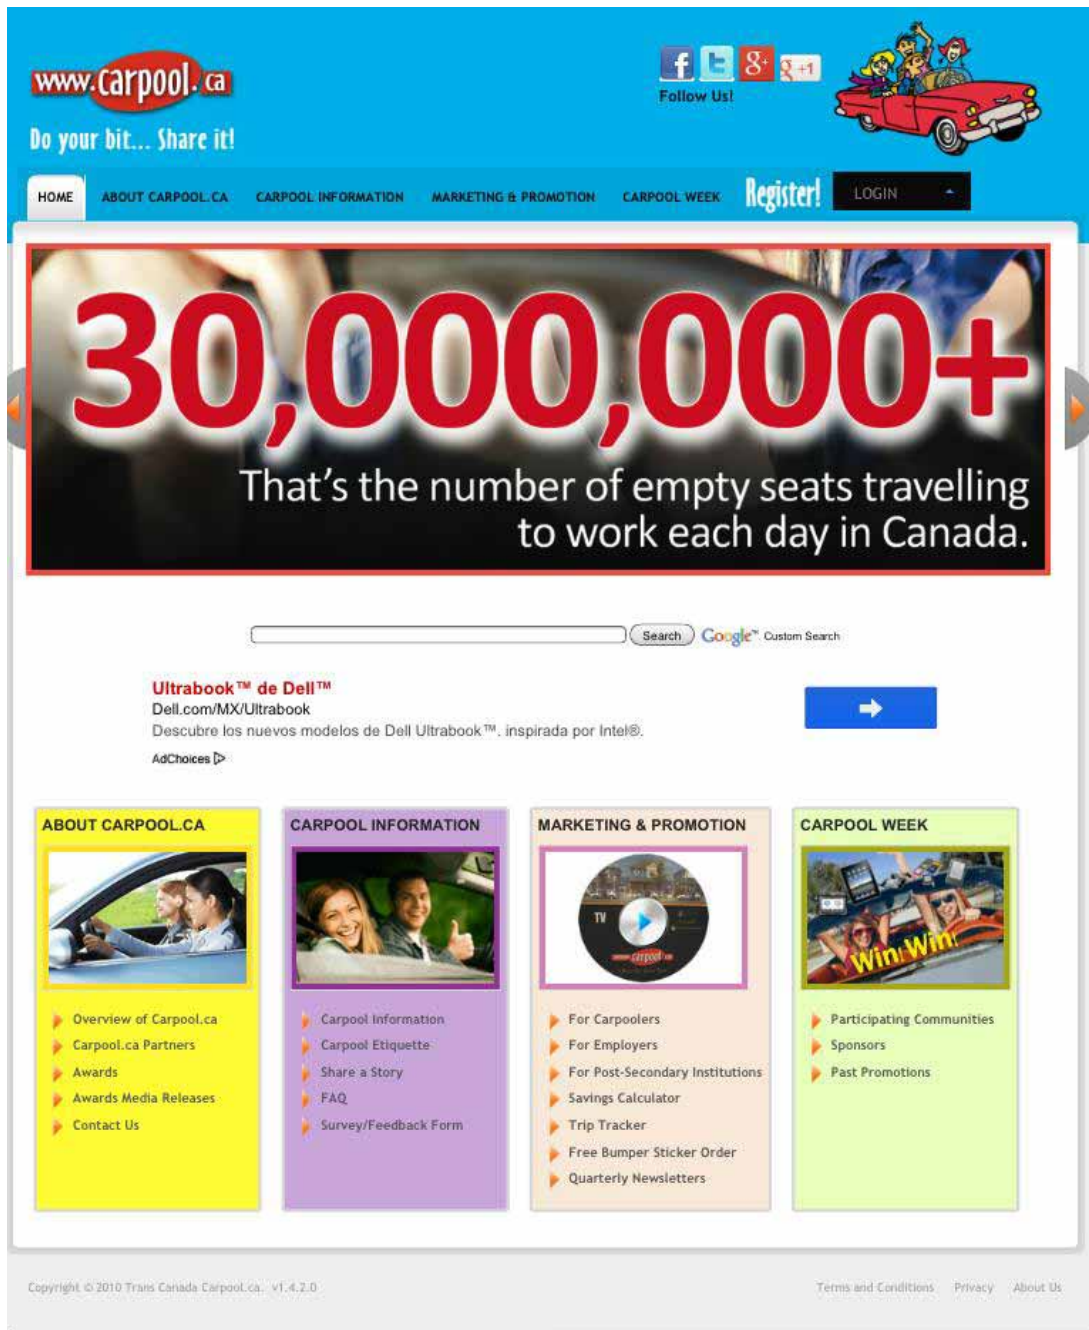 www.carpool.ca
Do your bit... Share it!
Follow Us!
HOME ABOUT CARPOOL.CA CARPOOL INFORMATION MARKETING & PROMOTION CARPOOL WEEK Register! LOGIN
30,000,000+
That's the number of empty seats travelling
to work each day in Canada.
Search Google™ Custom Search
Ultrabook™ de Dell™
Dell.com/MX/Ultrabook
Descubre los nuevos modelos de Dell Ultrabook™. inspirada por Intel®.
AdChoices
ABOUT CARPOOL.CA
Overview of Carpool.ca
Carpool.ca Partners
Awards
Awards Media Releases
Contact Us
CARPOOL INFORMATION
Carpool Information
Carpool Etiquette
Share a Story
FAQ
Survey/Feedback Form
MARKETING & PROMOTION
TV
carpool
For Carpoolers
For Employers
For Post-Secondary Institutions
Savings Calculator
Trip Tracker
Free Bumper Sticker Order
Quarterly Newsletters
CARPOOL WEEK
Win! Win!
Participating Communities
Sponsors
Past Promotions
Copyright © 2010 Trans Canada Carpool.ca. v1.4.2.0
Terms and Conditions Privacy About Us